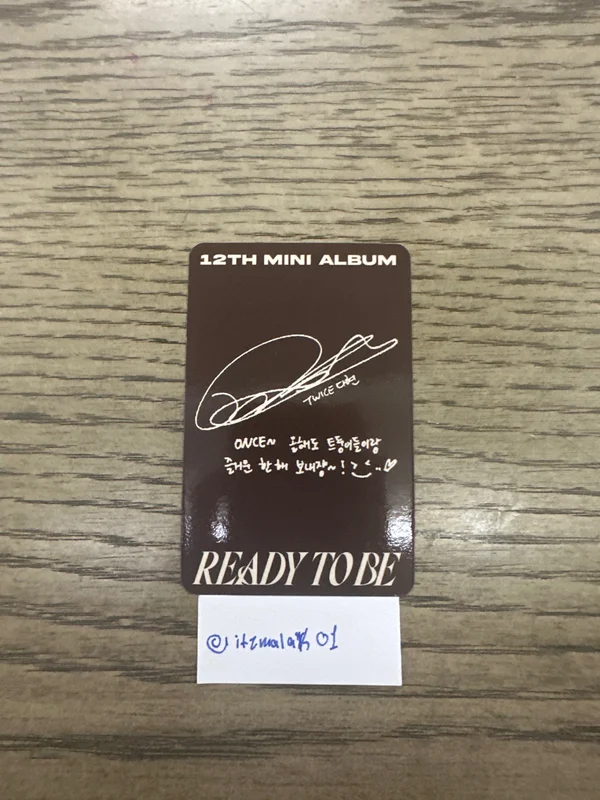 12TH MINI ALBUM
TWICE 다현
ONCE~ 올해도 트둥이들이랑
즐거운 한 해 보내장~!
READY TO BE